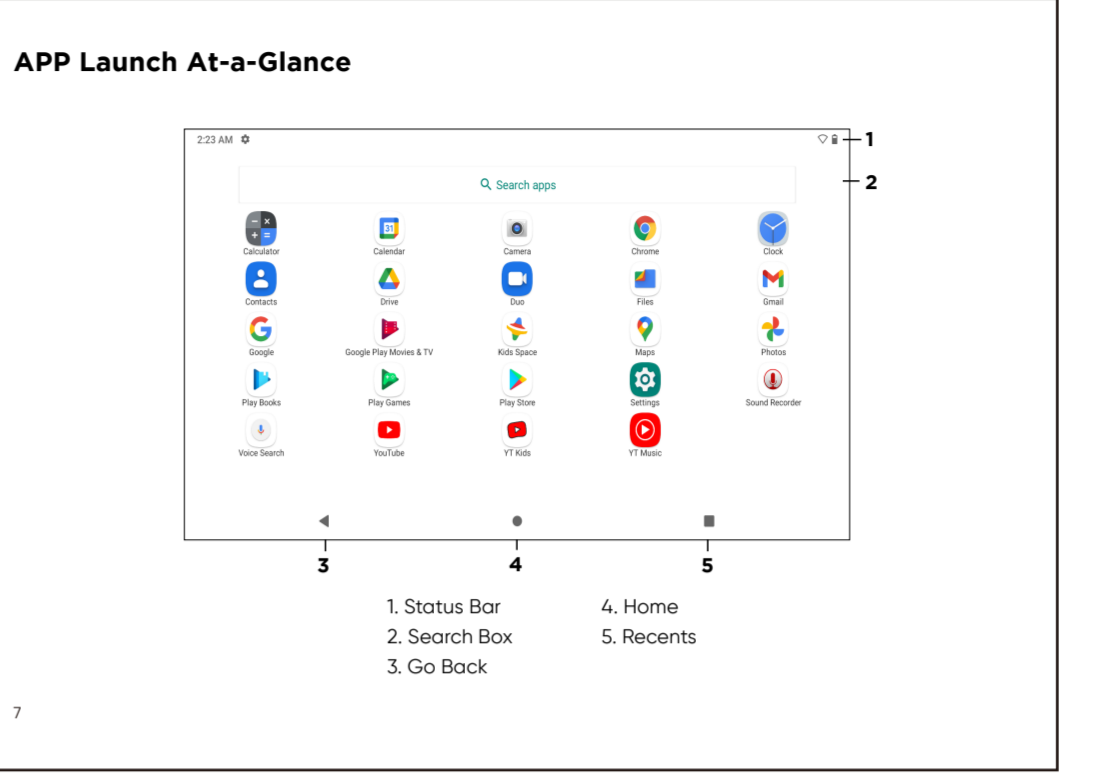 APP Launch At-a-Glance
2:23 AM
1
Search apps
2
31
Calculator Calendar Camera Chrome Clock
Contacts Drive Duo Files Gmail
Google Google Play Movies & TV Kids Space Maps Photos
Play Books Play Games Play Store Settings Sound Recorder
Voice Search YouTube YT Kids YT Music
3 4 5
1. Status Bar 4. Home
2. Search Box 5. Recents
3. Go Back
7